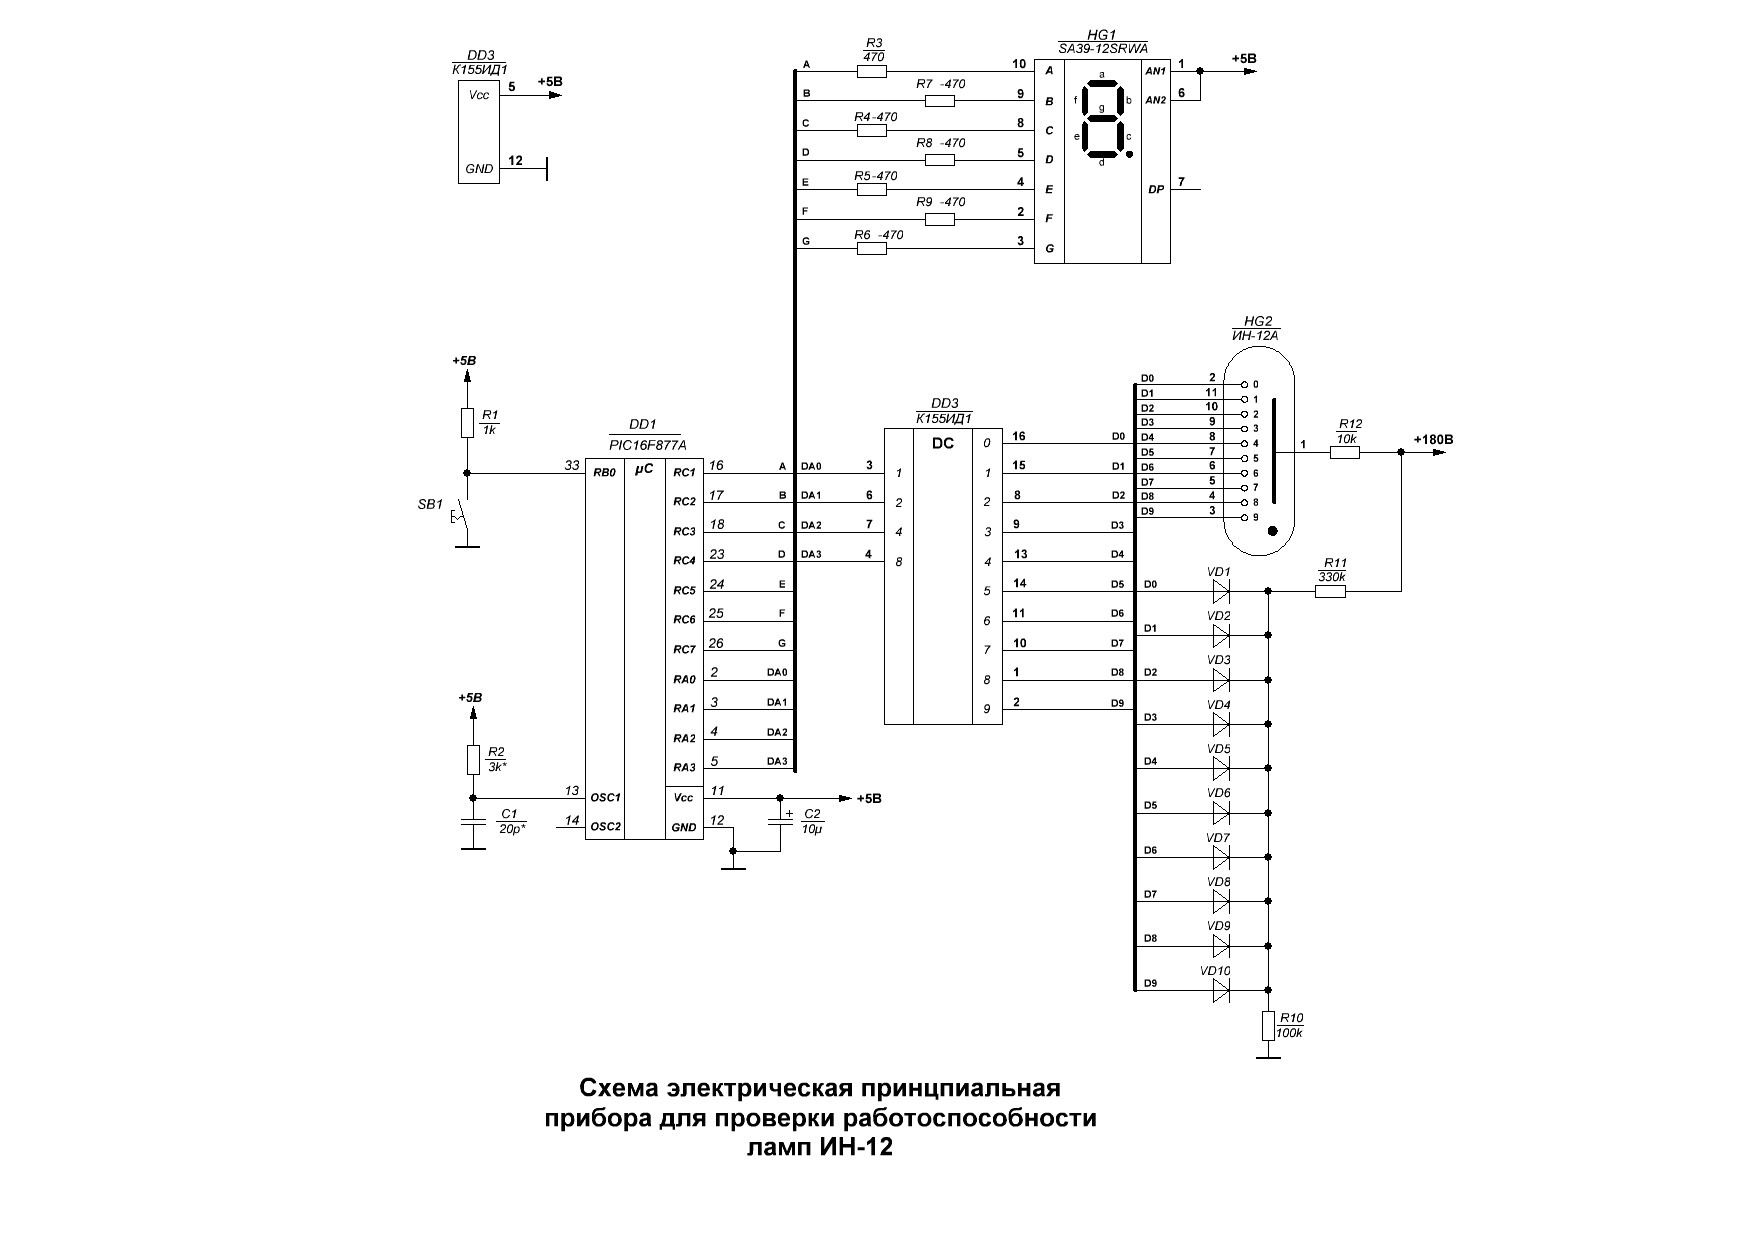 DD3
К155ИД1
Vcc
5
+5В
GND
12
R3
470
R7 -470
R4-470
R8 -470
R5-470
R9 -470
R6 -470
A
B
C
D
E
F
G
10
9
8
5
4
2
3
HG1
SA39-12SRWA
A
B
C
D
E
F
G
a
f
b
g
e
c
d
AN1
AN2
DP
1
6
7
+5В
+5В
R1
1k
SB1
33
DD1
PIC16F877A
RB0
µC
RC1
RC2
RC3
RC4
RC5
RC6
RC7
RA0
RA1
RA2
RA3
Vcc
GND
OSC1
OSC2
16
17
18
23
24
25
26
2
3
4
5
11
12
A
B
C
D
E
F
G
DA0
DA1
DA2
DA3
+5В
R2
3k*
13
14
C1
20p*
+
C2
10µ
+5В
DA0
DA1
DA2
DA3
3
6
7
4
DD3
К155ИД1
DC
1
2
4
8
0
1
2
3
4
5
6
7
8
9
16
15
8
9
13
14
11
10
1
2
D0
D1
D2
D3
D4
D5
D6
D7
D8
D9
HG2
ИН-12А
D0 2 0
D1 11 1
D2 10 2
D3 9 3
D4 8 4
D5 7 5
D6 6 6
D7 5 7
D8 4 8
D9 3 9
1
R12
10k
+180В
R11
330k
D0 VD1
D1 VD2
D2 VD3
D3 VD4
D4 VD5
D5 VD6
D6 VD7
D7 VD8
D8 VD9
D9 VD10
R10
100k
Схема электрическая принцпиальная
прибора для проверки работоспособности
ламп ИН-12